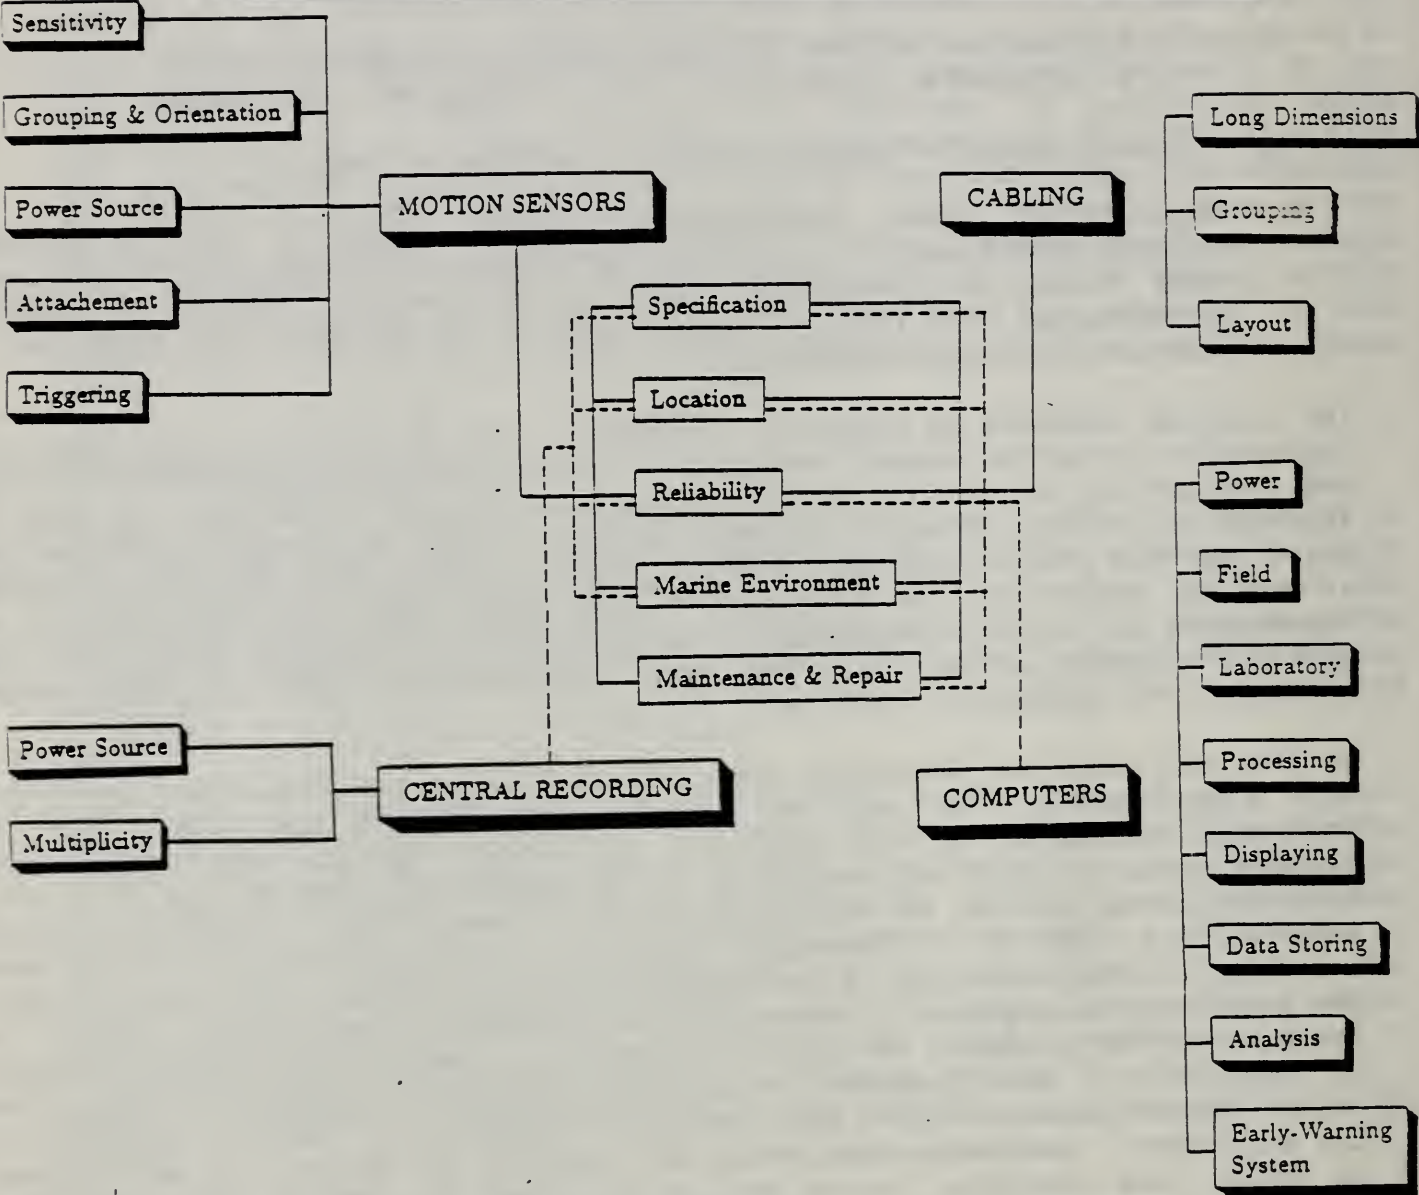 Sensitivity
Grouping & Orientation
Power Source
Attachement
Triggering
MOTION SENSORS
CABLING
Long Dimensions
Grouping
Layout
Specification
Location
Reliability
Marine Environment
Maintenance & Repair
Power Source
Multiplicity
CENTRAL RECORDING
COMPUTERS
Power
Field
Laboratory
Processing
Displaying
Data Storing
Analysis
Early-Warning
System